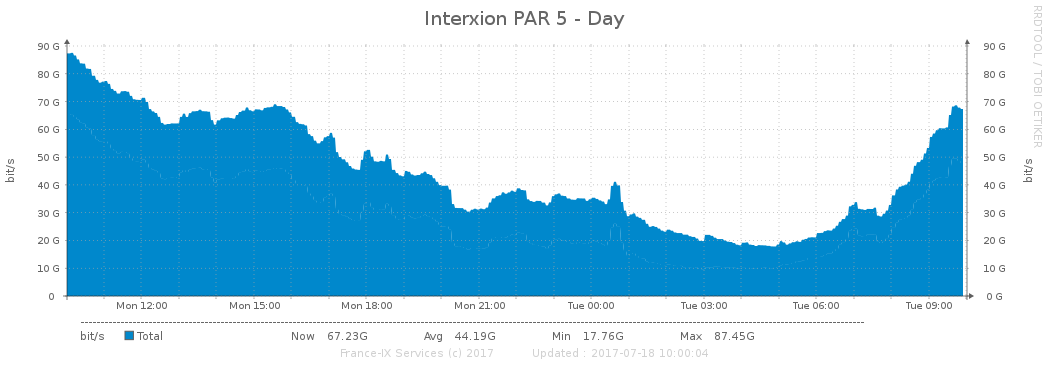 Interxion PAR 5 - Day
RRDTOOL / TOBI OETIKER
bit/s
90 G 90 G
80 G 80 G
70 G 70 G
60 G 60 G
50 G 50 G
40 G 40 G
30 G 30 G
20 G 20 G
10 G 10 G
0 0 G
bit/s
Mon 12:00 Mon 15:00 Mon 18:00 Mon 21:00 Tue 00:00 Tue 03:00 Tue 06:00 Tue 09:00
bit/s Total Now 67.23G Avg 44.19G Min 17.76G Max 87.45G
France-IX Services (c) 2017 Updated : 2017-07-18 10:00:04